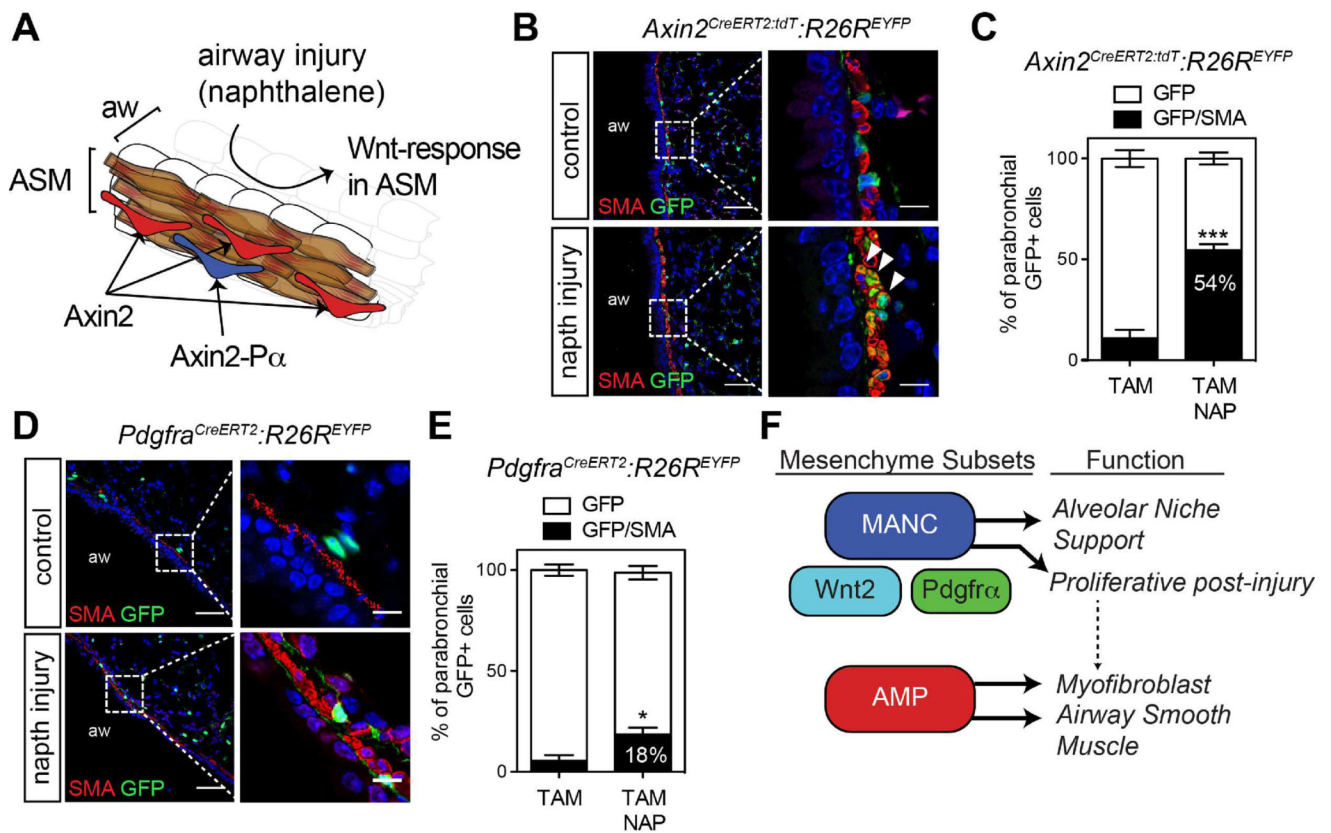 A
airway injury
(naphthalene)
aw
Wnt-response
in ASM
ASM
Axin2
Axin2-Pα
B
Axin2CreERT2:tdT:R26REYFP
control
aw
SMA GFP
napth injury
aw
SMA GFP
C
Axin2CreERT2:tdT:R26REYFP
GFP
GFP/SMA
% of parabronchial
GFP+ cells
100
50
0
***
54%
TAM
TAM
NAP
D
PdgfraCreERT2:R26REYFP
control
aw
SMA GFP
napth injury
aw
SMA GFP
E
PdgfraCreERT2:R26REYFP
GFP
GFP/SMA
% of parabronchial
GFP+ cells
100
50
0
*
18%
TAM
TAM
NAP
F
Mesenchyme Subsets
Function
MANC
Alveolar Niche
Support
Wnt2
Pdgfrα
Proliferative post-injury
AMP
Myofibroblast
Airway Smooth
Muscle